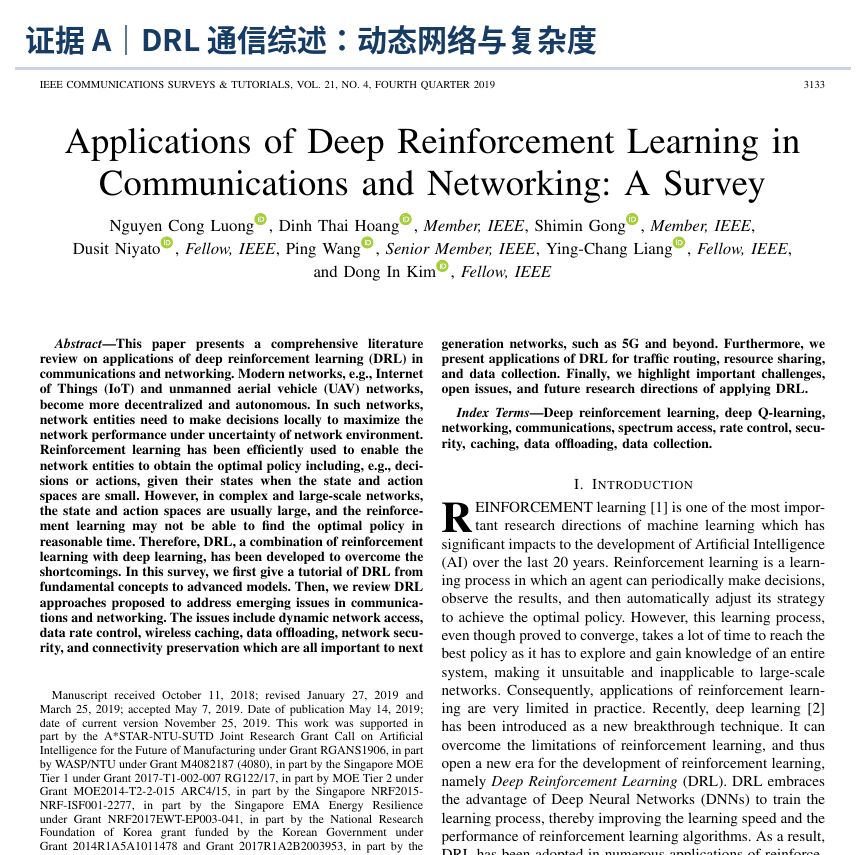 证据 A｜DRL 通信综述：动态网络与复杂度
IEEE COMMUNICATIONS SURVEYS & TUTORIALS, VOL. 21, NO. 4, FOURTH QUARTER 2019
3133
Applications of Deep Reinforcement Learning in
Communications and Networking: A Survey
Nguyen Cong Luong, Dinh Thai Hoang, Member, IEEE, Shimin Gong, Member, IEEE,
Dusit Niyato, Fellow, IEEE, Ping Wang, Senior Member, IEEE, Ying-Chang Liang, Fellow, IEEE,
and Dong In Kim, Fellow, IEEE
Abstract—This paper presents a comprehensive literature
review on applications of deep reinforcement learning (DRL) in
communications and networking. Modern networks, e.g., Internet
of Things (IoT) and unmanned aerial vehicle (UAV) networks,
become more decentralized and autonomous. In such networks,
network entities need to make decisions locally to maximize the
network performance under uncertainty of network environment.
Reinforcement learning has been efficiently used to enable the
network entities to obtain the optimal policy including, e.g., deci-
sions or actions, given their states when the state and action
spaces are small. However, in complex and large-scale networks,
the state and action spaces are usually large, and the reinforce-
ment learning may not be able to find the optimal policy in
reasonable time. Therefore, DRL, a combination of reinforcement
learning with deep learning, has been developed to overcome the
shortcomings. In this survey, we first give a tutorial of DRL from
fundamental concepts to advanced models. Then, we review DRL
approaches proposed to address emerging issues in communica-
tions and networking. The issues include dynamic network access,
data rate control, wireless caching, data offloading, network secu-
rity, and connectivity preservation which are all important to next
Manuscript received October 11, 2018; revised January 27, 2019 and
March 25, 2019; accepted May 7, 2019. Date of publication May 14, 2019;
date of current version November 25, 2019. This work was supported in
part by the A*STAR-NTU-SUTD Joint Research Grant Call on Artificial
Intelligence for the Future of Manufacturing under Grant RGANS1906, in part
by WASP/NTU under Grant M4082187 (4080), in part by the Singapore MOE
Tier 1 under Grant 2017-T1-002-007 RG122/17, in part by MOE Tier 2 under
Grant MOE2014-T2-2-015 ARC4/15, in part by the Singapore NRF2015-
NRF-ISF001-2277, in part by the Singapore EMA Energy Resilience
under Grant NRF2017EWT-EP003-041, in part by the National Research
Foundation of Korea grant funded by the Korean Government under
Grant 2014R1A5A1011478 and Grant 2017R1A2B2003953, in part by the
generation networks, such as 5G and beyond. Furthermore, we
present applications of DRL for traffic routing, resource sharing,
and data collection. Finally, we highlight important challenges,
open issues, and future research directions of applying DRL.
Index Terms—Deep reinforcement learning, deep Q-learning,
networking, communications, spectrum access, rate control, secu-
rity, caching, data offloading, data collection.
I. INTRODUCTION
REINFORCEMENT learning [1] is one of the most impor-
tant research directions of machine learning which has
significant impacts to the development of Artificial Intelligence
(AI) over the last 20 years. Reinforcement learning is a learn-
ing process in which an agent can periodically make decisions,
observe the results, and then automatically adjust its strategy
to achieve the optimal policy. However, this learning process,
even though proved to converge, takes a lot of time to reach the
best policy as it has to explore and gain knowledge of an entire
system, making it unsuitable and inapplicable to large-scale
networks. Consequently, applications of reinforcement learn-
ing are very limited in practice. Recently, deep learning [2]
has been introduced as a new breakthrough technique. It can
overcome the limitations of reinforcement learning, and thus
open a new era for the development of reinforcement learning,
namely Deep Reinforcement Learning (DRL). DRL embraces
the advantage of Deep Neural Networks (DNNs) to train the
learning process, thereby improving the learning speed and the
performance of reinforcement learning algorithms. As a result,
DRL has been adopted in numerous applications of reinforce-